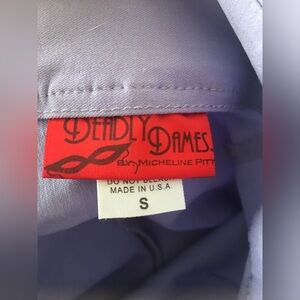 DEADLY DAMES
BY MICHELINE PITT
DO NOT BLEACH
MADE IN U.S.A.
S